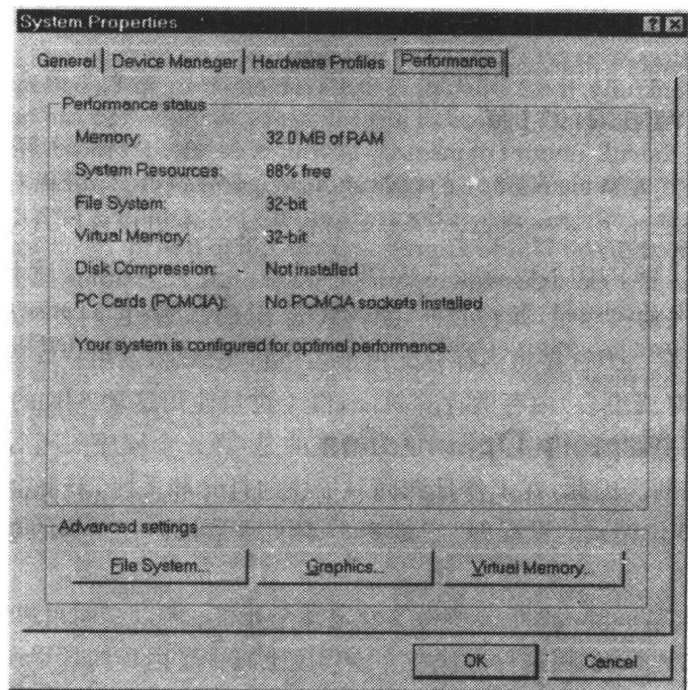 System Properties
General Device Manager Hardware Profiles Performance
Performance status
Memory: 32.0 MB of RAM
System Resources: 88% free
File System: 32-bit
Virtual Memory: 32-bit
Disk Compression: Not installed
PC Cards (PCMCIA): No PCMCIA sockets installed
Your system is configured for optimal performance.
Advanced settings
File System... Graphics... Virtual Memory...
OK Cancel